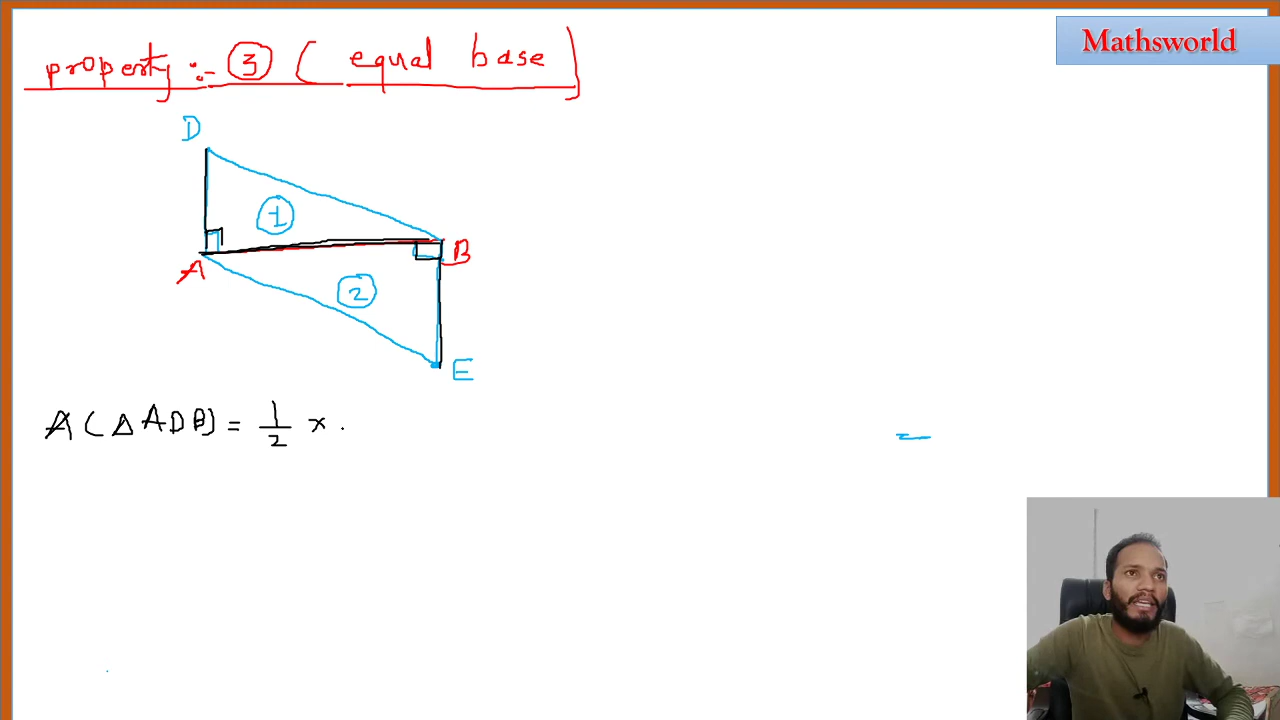 property :- 3 ( equal base )
Mathsworld
D
1
A
B
2
E
A ( Δ ADB ) = 1/2 × .